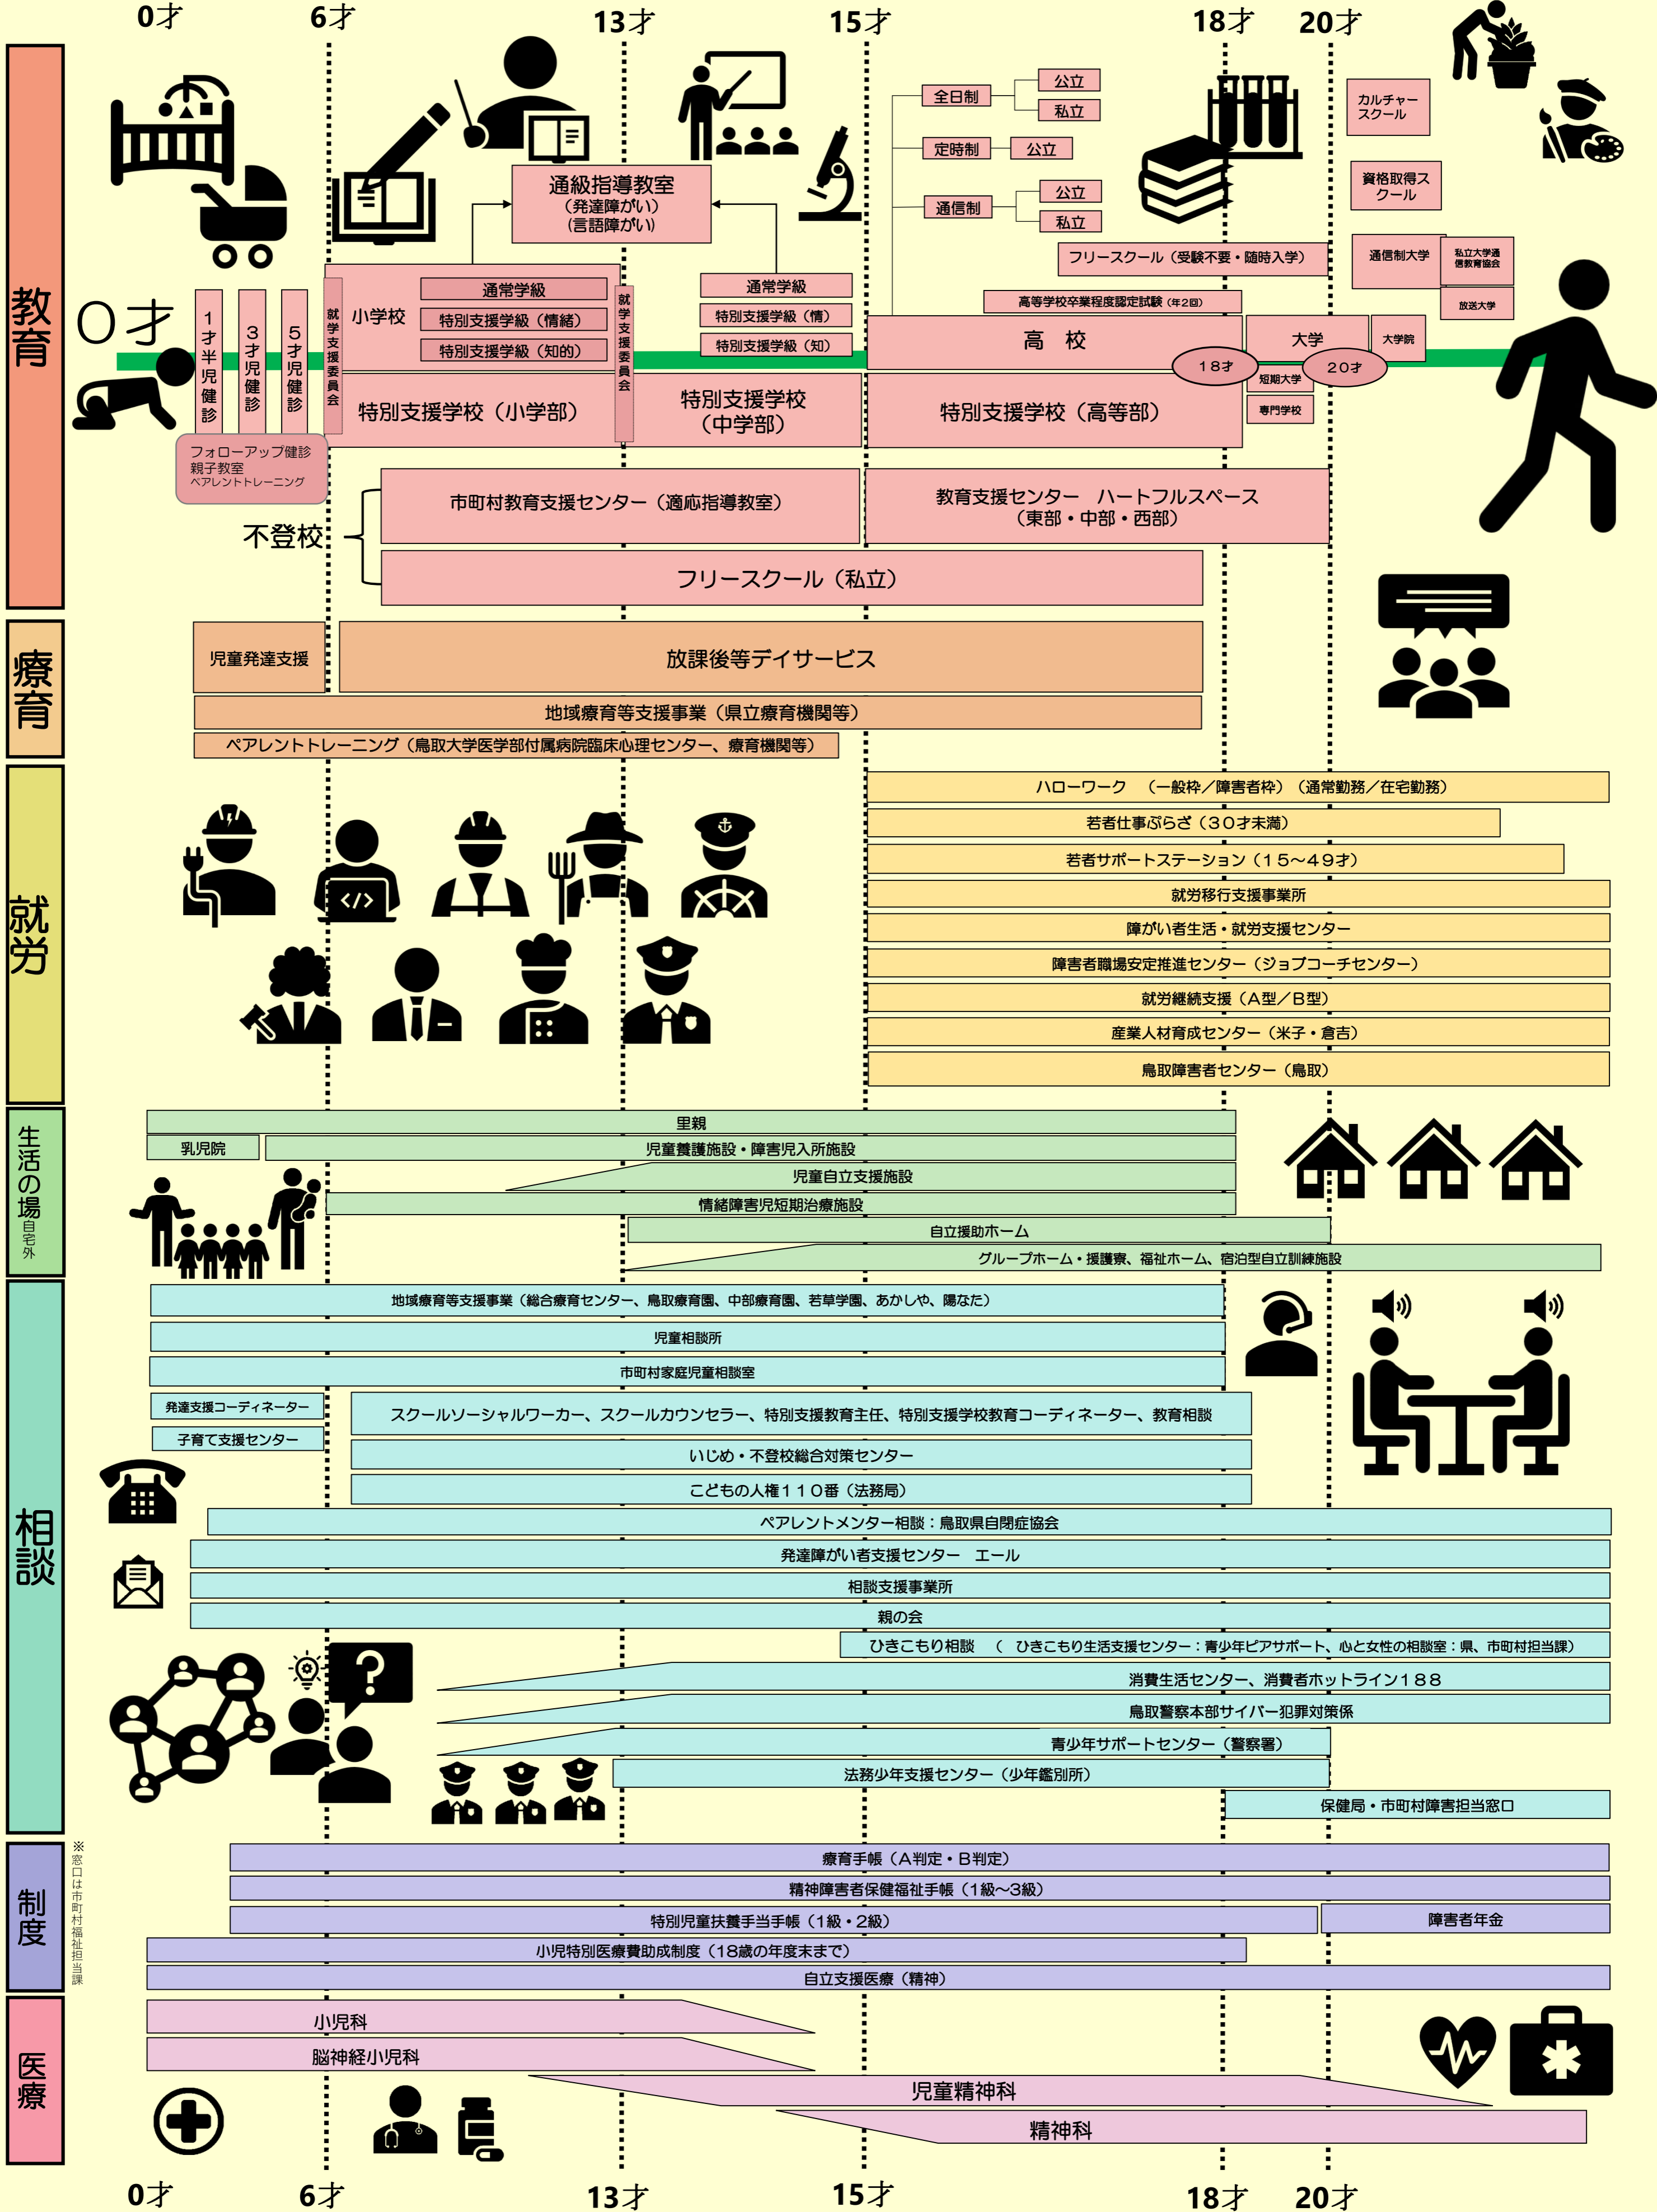 0才
6才
13才
15才
18才
20才
教育
0才
1才半児健診
3才児健診
5才児健診
フォローアップ健診
親子教室
ペアレントトレーニング
就学支援委員会
小学校
通常学級
特別支援学級（情緒）
特別支援学級（知的）
通級指導教室
（発達障がい）
(言語障がい)
就学支援委員会
通常学級
特別支援学級（情）
特別支援学級（知）
特別支援学校（小学部）
特別支援学校
（中学部）
全日制
公立
私立
定時制
公立
通信制
公立
私立
フリースクール（受験不要・随時入学）
高等学校卒業程度認定試験（年2回）
高　校
特別支援学校（高等部）
18才
大学
20才
大学院
短期大学
専門学校
カルチャー
スクール
資格取得ス
クール
通信制大学
私立大学通
信教育協会
放送大学
不登校
市町村教育支援センター（適応指導教室）
教育支援センター　ハートフルスペース
（東部・中部・西部）
フリースクール（私立）
療育
児童発達支援
放課後等デイサービス
地域療育等支援事業（県立療育機関等）
ペアレントトレーニング（鳥取大学医学部付属病院臨床心理センター、療育機関等）
就労
ハローワーク　（一般枠／障害者枠）（通常勤務／在宅勤務）
若者仕事ぷらざ（３０才未満）
若者サポートステーション（１５～４９才）
就労移行支援事業所
障がい者生活・就労支援センター
障害者職場安定推進センター（ジョブコーチセンター）
就労継続支援（Ａ型／Ｂ型）
産業人材育成センター（米子・倉吉）
鳥取障害者センター（鳥取）
生活の場
自宅外
里親
乳児院
児童養護施設・障害児入所施設
児童自立支援施設
情緒障害児短期治療施設
自立援助ホーム
グループホーム・援護寮、福祉ホーム、宿泊型自立訓練施設
相談
地域療育等支援事業（総合療育センター、鳥取療育園、中部療育園、若草学園、あかしや、陽なた）
児童相談所
市町村家庭児童相談室
発達支援コーディネーター
子育て支援センター
スクールソーシャルワーカー、スクールカウンセラー、特別支援教育主任、特別支援学校教育コーディネーター、教育相談
いじめ・不登校総合対策センター
こどもの人権１１０番（法務局）
ペアレントメンター相談：鳥取県自閉症協会
発達障がい者支援センター　エール
相談支援事業所
親の会
ひきこもり相談　（　ひきこもり生活支援センター：青少年ピアサポート、心と女性の相談室：県、市町村担当課）
消費生活センター、消費者ホットライン１８８
鳥取警察本部サイバー犯罪対策係
青少年サポートセンター（警察署）
法務少年支援センター（少年鑑別所）
保健局・市町村障害担当窓口
制度
※窓口は市町村福祉担当課
療育手帳（Ａ判定・Ｂ判定）
精神障害者保健福祉手帳（1級～3級）
特別児童扶養手当手帳（1級・2級）
障害者年金
小児特別医療費助成制度（18歳の年度末まで）
自立支援医療（精神）
医療
小児科
脳神経小児科
児童精神科
精神科
0才
6才
13才
15才
18才
20才